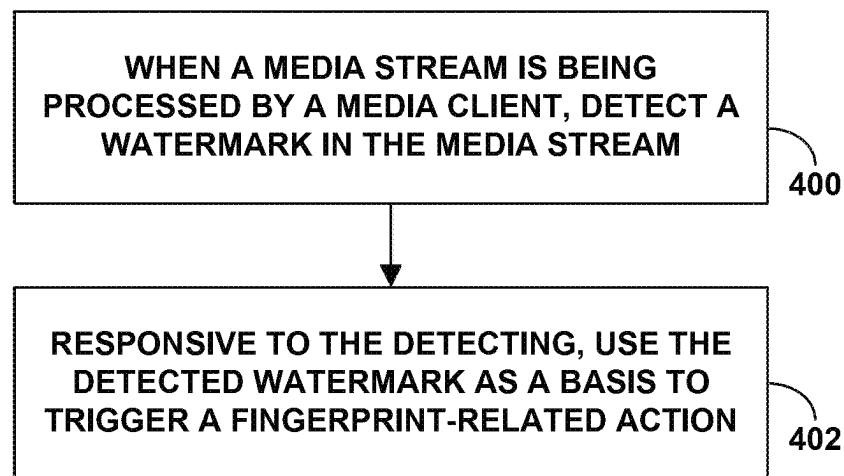 WHEN A MEDIA STREAM IS BEING
PROCESSED BY A MEDIA CLIENT, DETECT A
WATERMARK IN THE MEDIA STREAM
400
RESPONSIVE TO THE DETECTING, USE THE
DETECTED WATERMARK AS A BASIS TO
TRIGGER A FINGERPRINT-RELATED ACTION
402